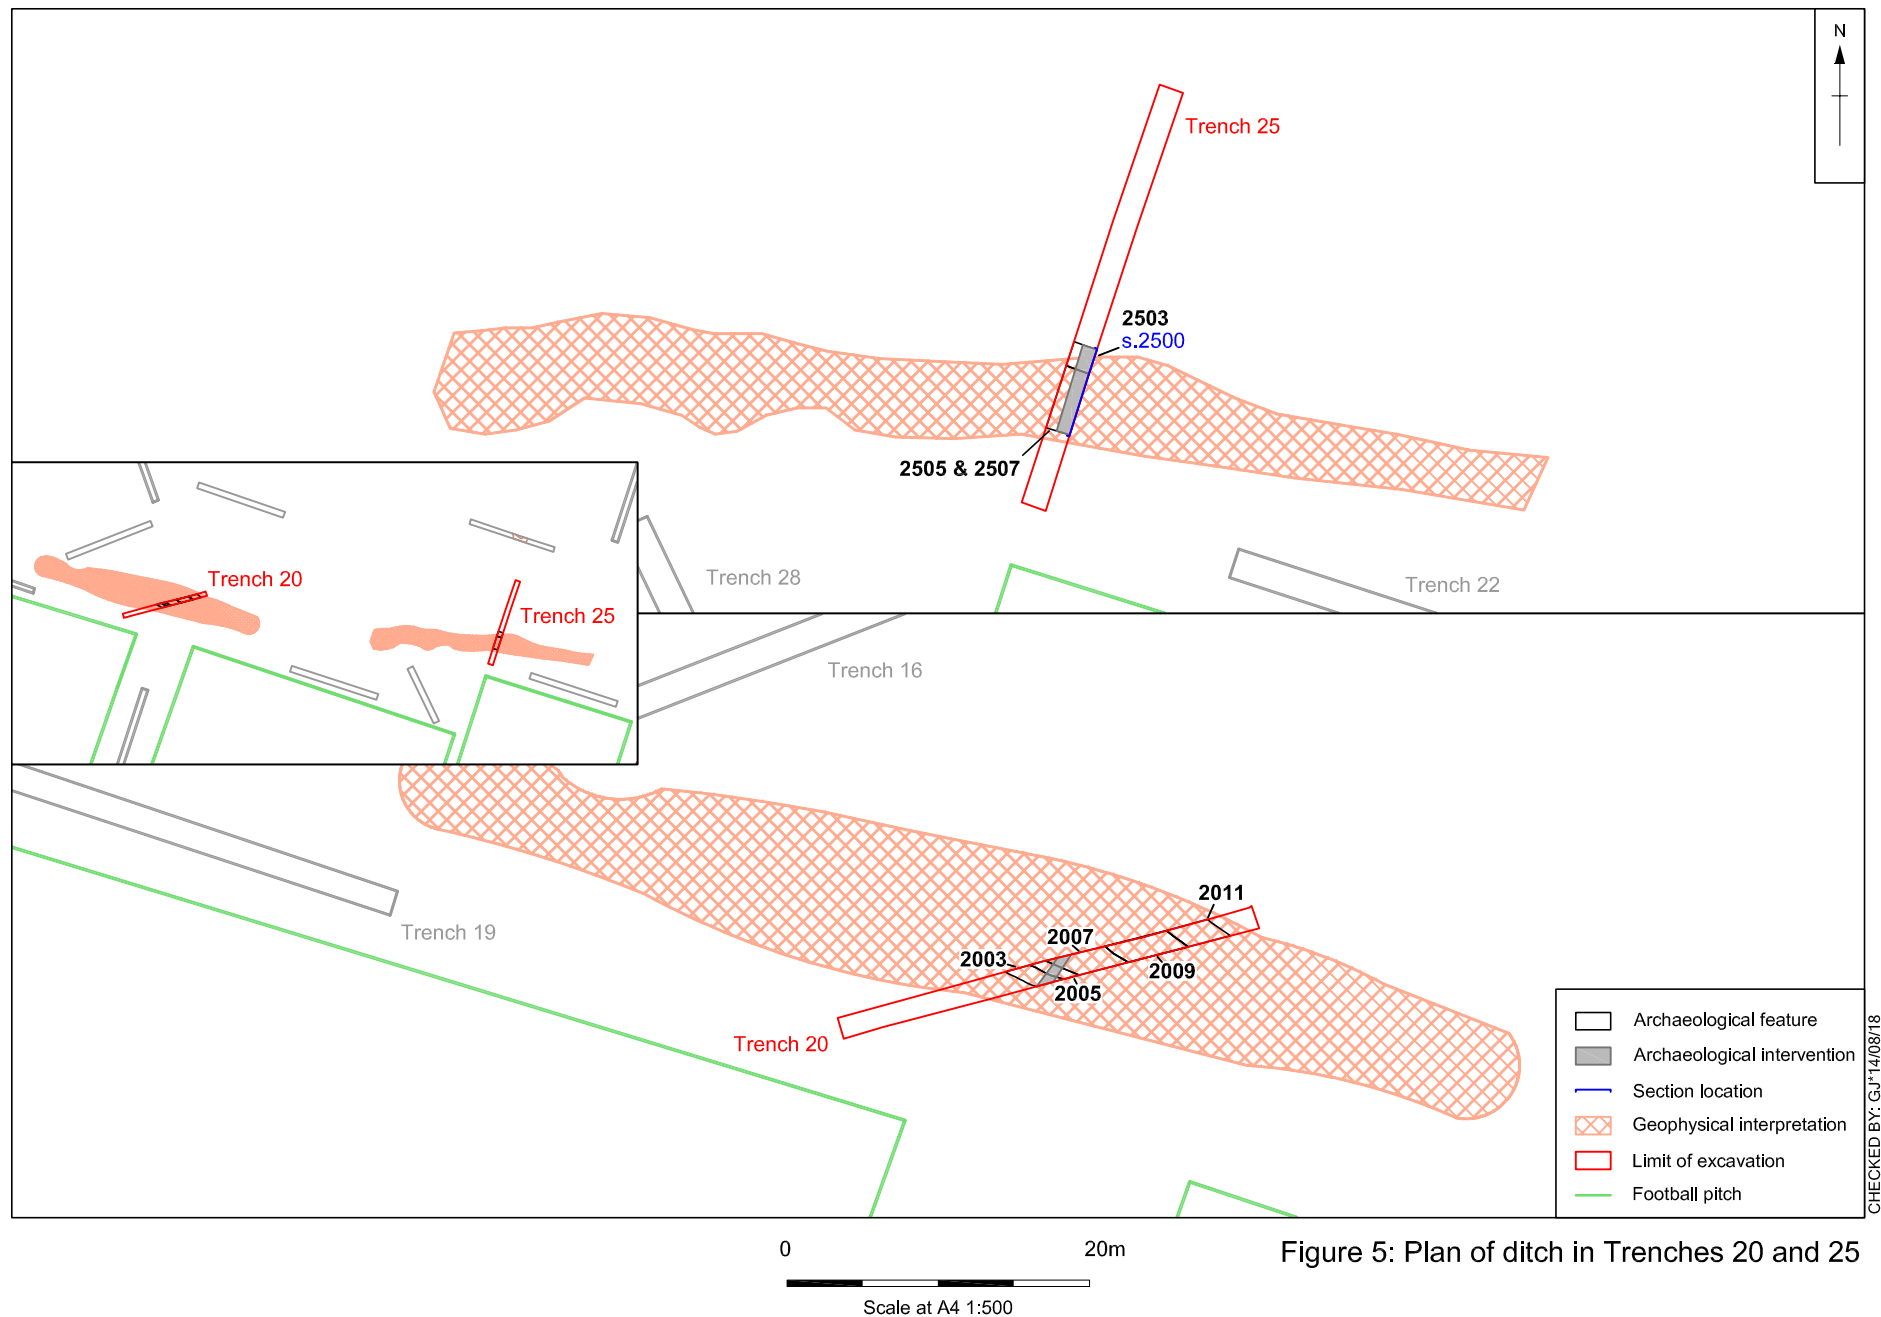 N
Trench 25
2503
s.2500
2505 & 2507
Trench 28
Trench 22
Trench 20
Trench 25
Trench 16
Trench 19
2011
2007
2003
2009
2005
Trench 20
Archaeological feature
Archaeological intervention
Section location
Geophysical interpretation
Limit of excavation
Football pitch
CHECKED BY: GJ*14/08/18
0 20m
Scale at A4 1:500
Figure 5: Plan of ditch in Trenches 20 and 25